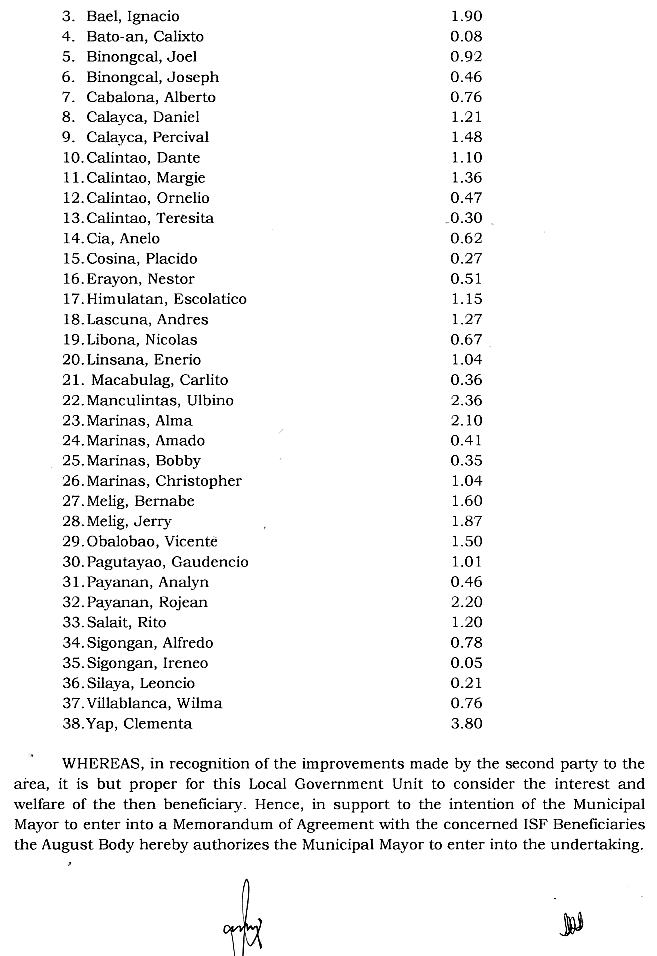 3. Bael, Ignacio 1.90
4. Bato-an, Calixto 0.08
5. Binongcal, Joel 0.92
6. Binongcal, Joseph 0.46
7. Cabalona, Alberto 0.76
8. Calayca, Daniel 1.21
9. Calayca, Percival 1.48
10. Calintao, Dante 1.10
11. Calintao, Margie 1.36
12. Calintao, Ornelio 0.47
13. Calintao, Teresita 0.30
14. Cia, Anelo 0.62
15. Cosina, Placido 0.27
16. Erayon, Nestor 0.51
17. Himulatan, Escolatico 1.15
18. Lascuna, Andres 1.27
19. Libona, Nicolas 0.67
20. Linsana, Enerio 1.04
21. Macabulag, Carlito 0.36
22. Manculintas, Ulbino 2.36
23. Marinas, Alma 2.10
24. Marinas, Amado 0.41
25. Marinas, Bobby 0.35
26. Marinas, Christopher 1.04
27. Melig, Bernabe 1.60
28. Melig, Jerry 1.87
29. Obalobao, Vicente 1.50
30. Pagutayao, Gaudencio 1.01
31. Payanan, Analyn 0.46
32. Payanan, Rojean 2.20
33. Salait, Rito 1.20
34. Sigongan, Alfredo 0.78
35. Sigongan, Ireneo 0.05
36. Silaya, Leoncio 0.21
37. Villablanca, Wilma 0.76
38. Yap, Clementa 3.80
WHEREAS, in recognition of the improvements made by the second party to the
area, it is but proper for this Local Government Unit to consider the interest and
welfare of the then beneficiary. Hence, in support to the intention of the Municipal
Mayor to enter into a Memorandum of Agreement with the concerned ISF Beneficiaries
the August Body hereby authorizes the Municipal Mayor to enter into the undertaking.